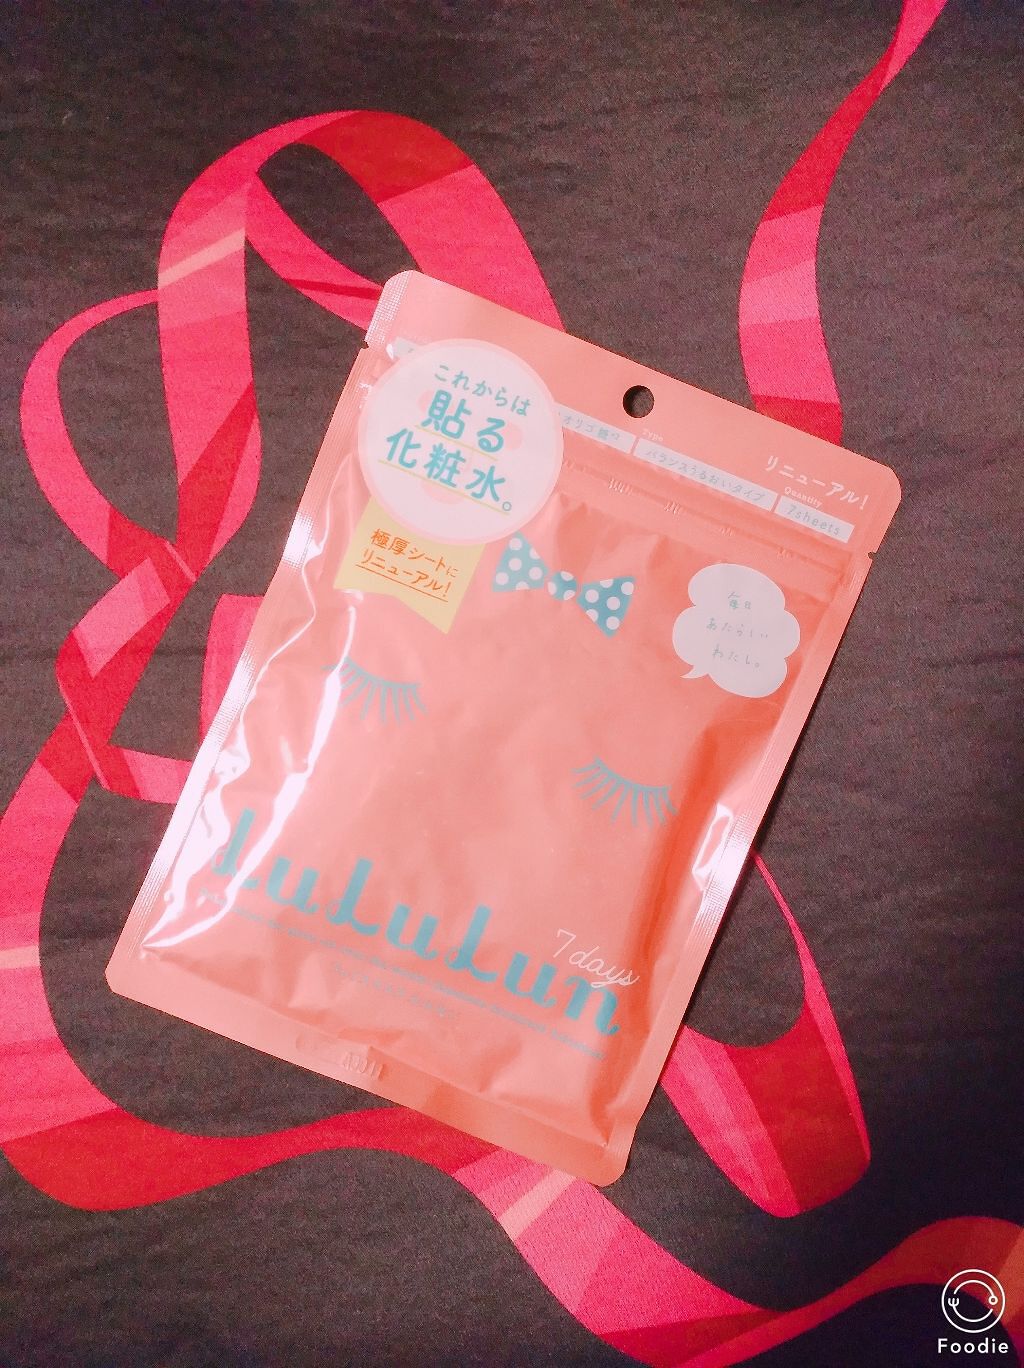 これからは
貼る
化粧水。
極厚シートに
リニューアル!
オリゴ糖※
Type
バランスうるおいタイプ
リニューアル!
Quantity
7sheets
毎日
あたらしい
わたし。
LuLuLun
7days
Foodie